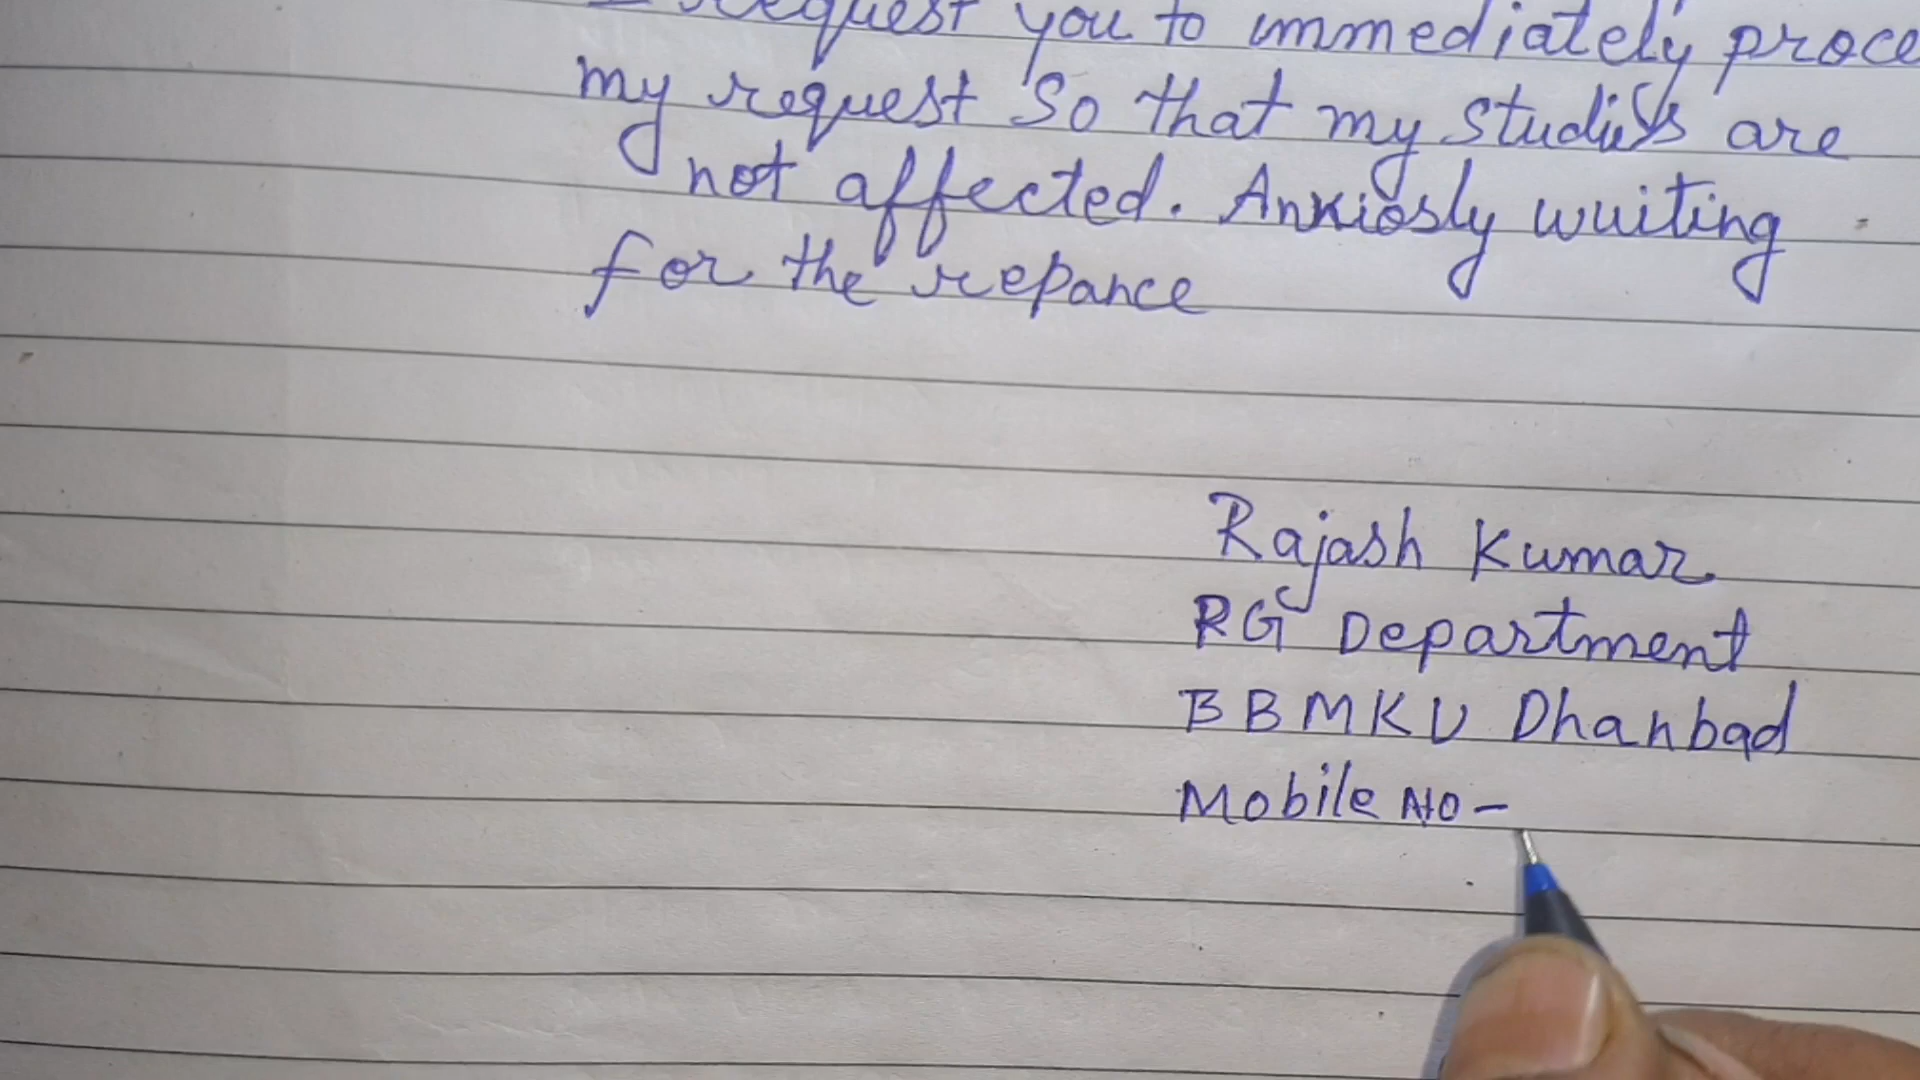 I request you to immediately proce
my request So that my studies are
not affected. Anxiosly wuiting
for the repance
Rajash Kumar
RG Department
BBMKU Dhanbad
Mobile No -